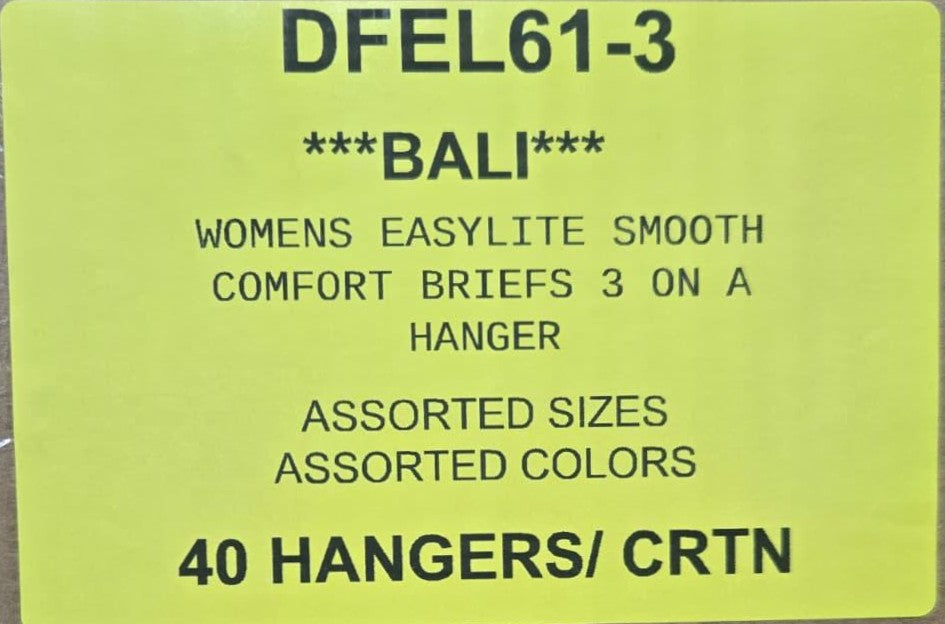 DFEL61-3
***BALI***
WOMENS EASYLITE SMOOTH
COMFORT BRIEFS 3 ON A
HANGER
ASSORTED SIZES
ASSORTED COLORS
40 HANGERS/ CRTN